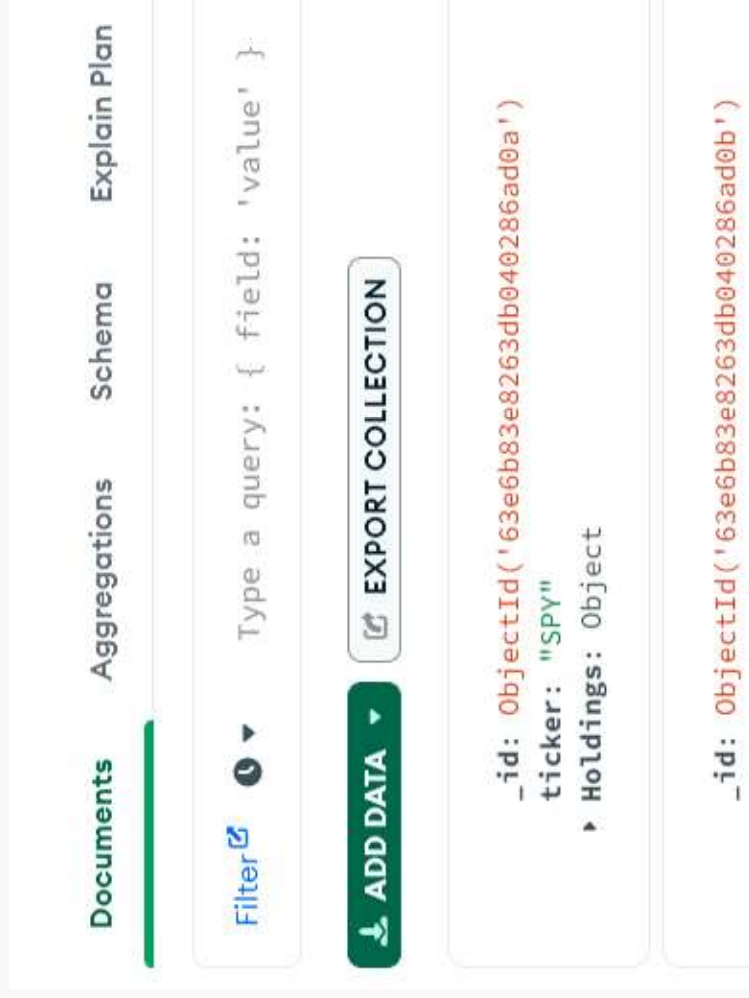 Documents Aggregations Schema Explain Plan
Filter Type a query: { field: 'value' }
ADD DATA EXPORT COLLECTION
_id: ObjectId('63e6b83e8263db040286ad0a')
ticker: "SPY"
Holdings: Object
_id: ObjectId('63e6b83e8263db040286ad0b')